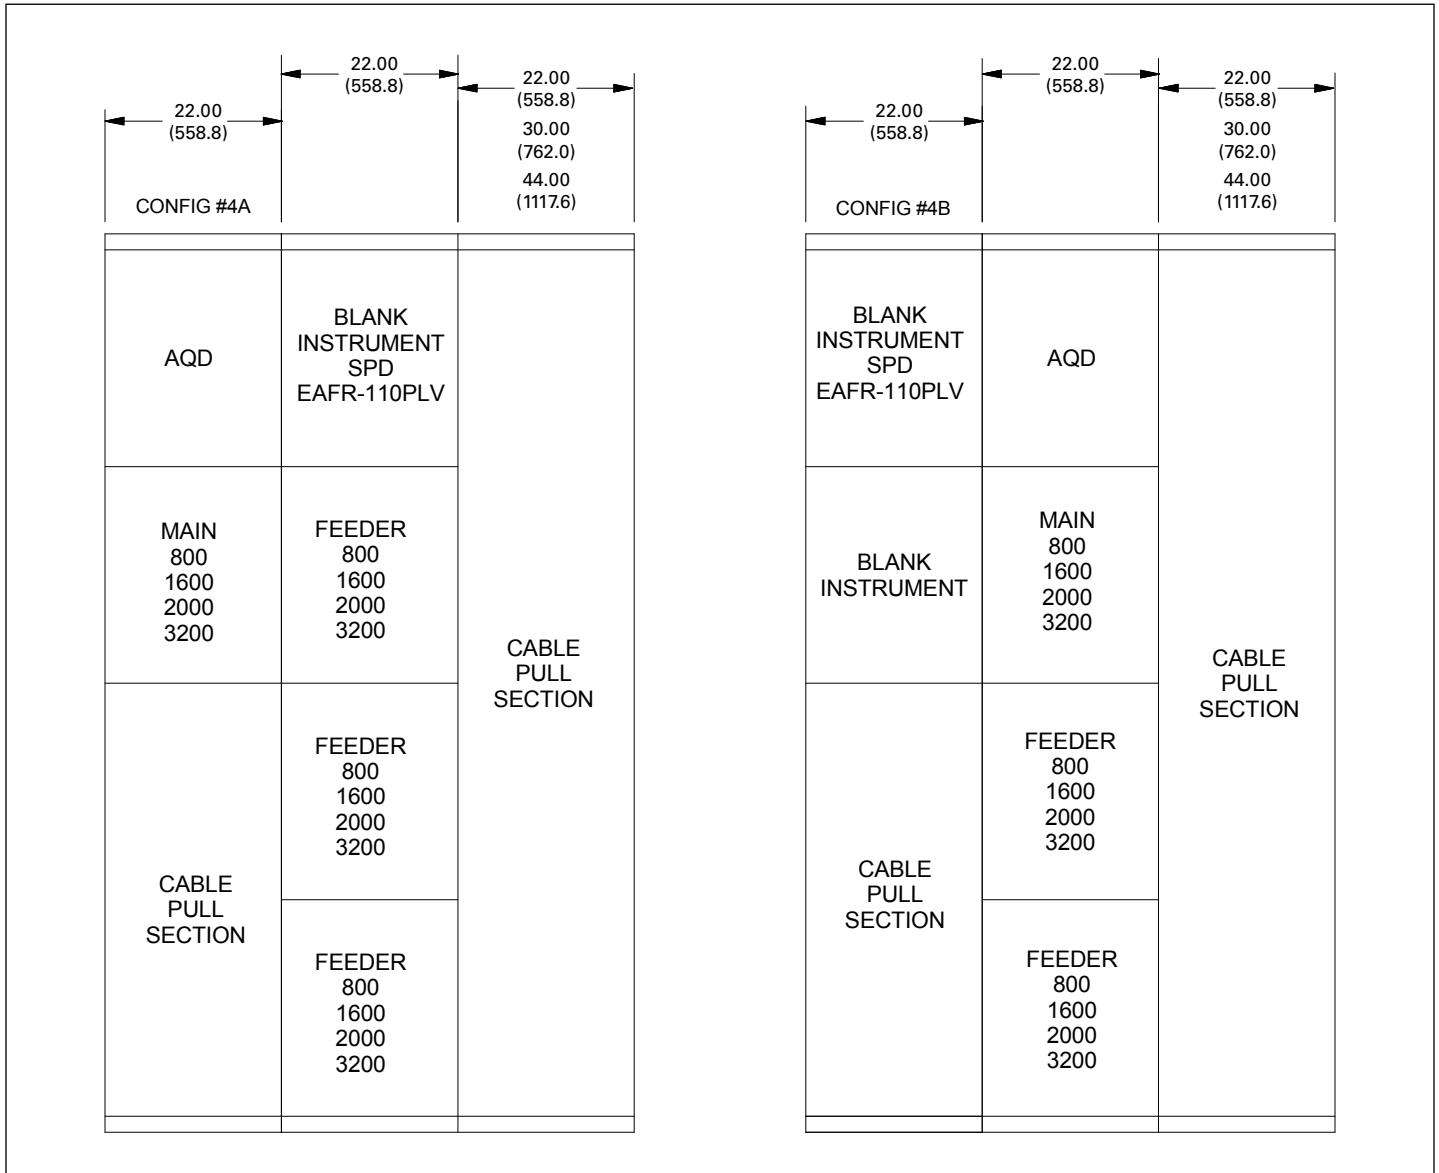 22.00
(558.8)
22.00
(558.8)
22.00
(558.8)
30.00
(762.0)
44.00
(1117.6)
CONFIG #4A
AQD
BLANK
INSTRUMENT
SPD
EAFR-110PLV
MAIN
800
1600
2000
3200
FEEDER
800
1600
2000
3200
CABLE
PULL
SECTION
FEEDER
800
1600
2000
3200
CABLE
PULL
SECTION
FEEDER
800
1600
2000
3200
22.00
(558.8)
22.00
(558.8)
22.00
(558.8)
30.00
(762.0)
44.00
(1117.6)
CONFIG #4B
BLANK
INSTRUMENT
SPD
EAFR-110PLV
AQD
BLANK
INSTRUMENT
MAIN
800
1600
2000
3200
CABLE
PULL
SECTION
FEEDER
800
1600
2000
3200
CABLE
PULL
SECTION
FEEDER
800
1600
2000
3200